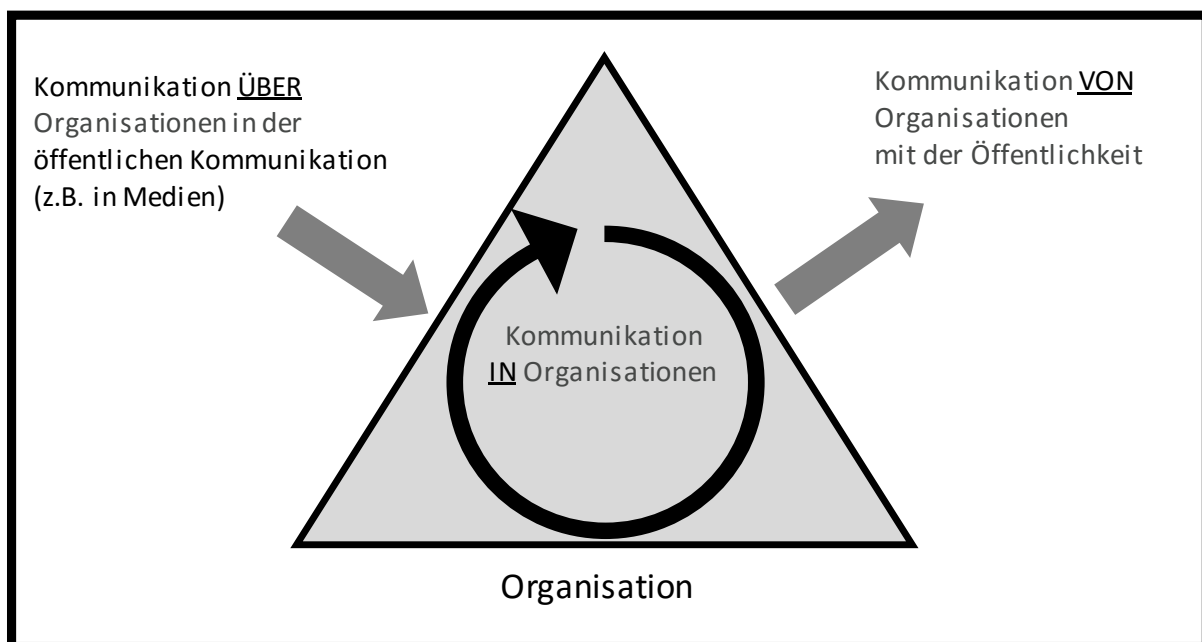 Kommunikation ÜBER
Organisationen in der
öffentlichen Kommunikation
(z.B. in Medien)
Kommunikation VON
Organisationen
mit der Öffentlichkeit
Kommunikation
IN Organisationen
Organisation